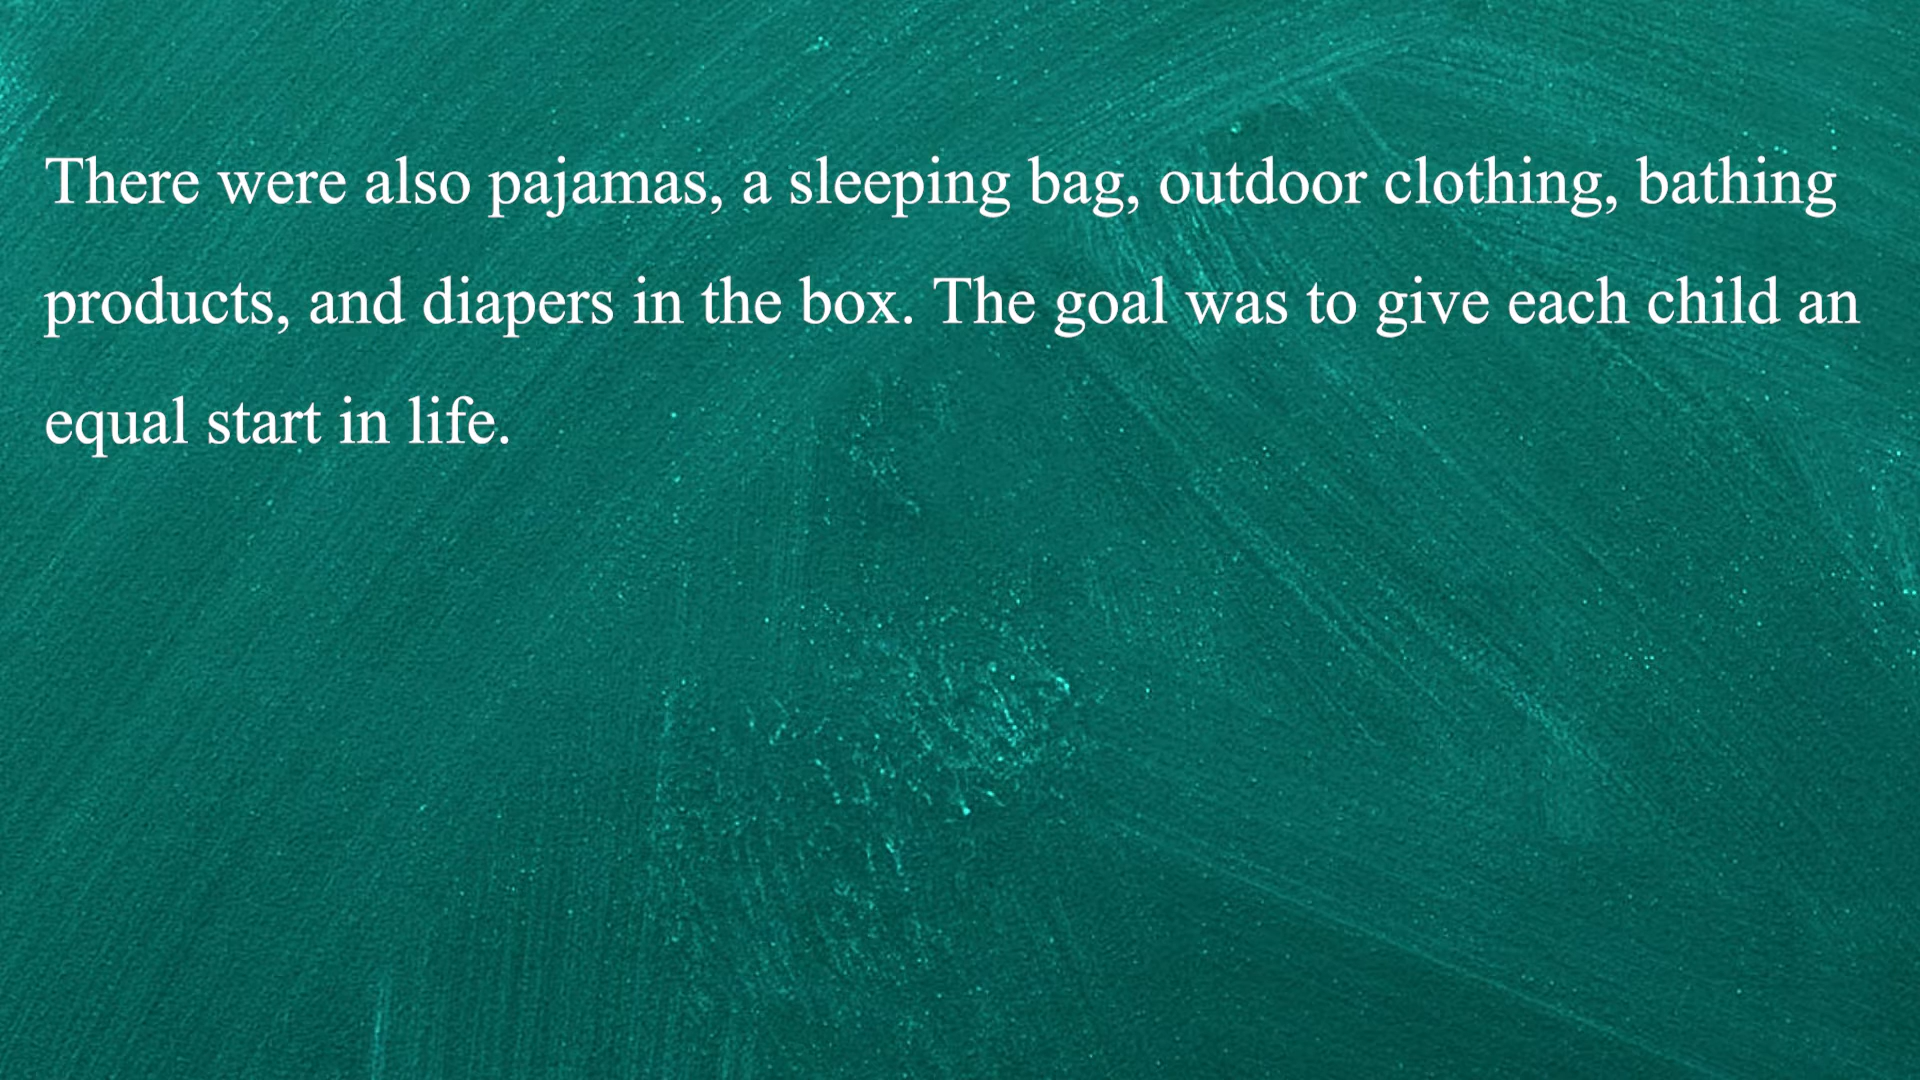 There were also pajamas, a sleeping bag, outdoor clothing, bathing
products, and diapers in the box. The goal was to give each child an
equal start in life.